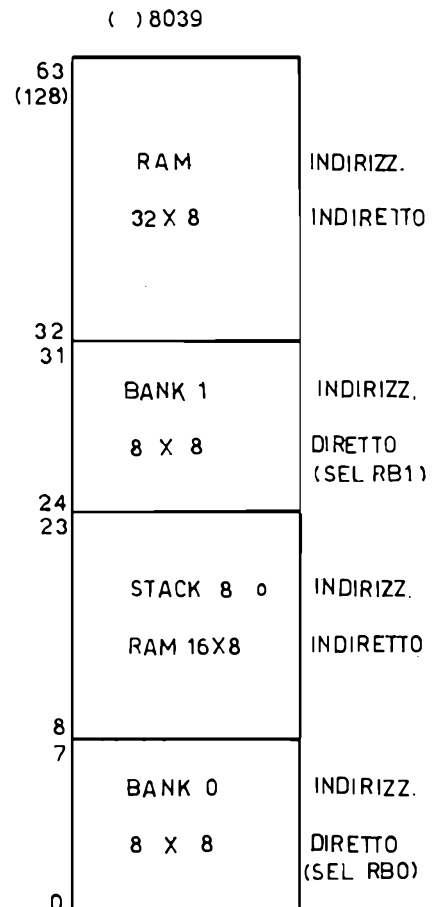 ( ) 8039
63
(128)
RAM
INDIRIZZ.
32 X 8
INDIRETTO
32
31
BANK 1
INDIRIZZ.
8 X 8
DIRETTO
(SEL RB1)
24
23
STACK 8 o
INDIRIZZ.
RAM 16X8
INDIRETTO
8
7
BANK 0
INDIRIZZ.
8 X 8
DIRETTO
(SEL RB0)
0